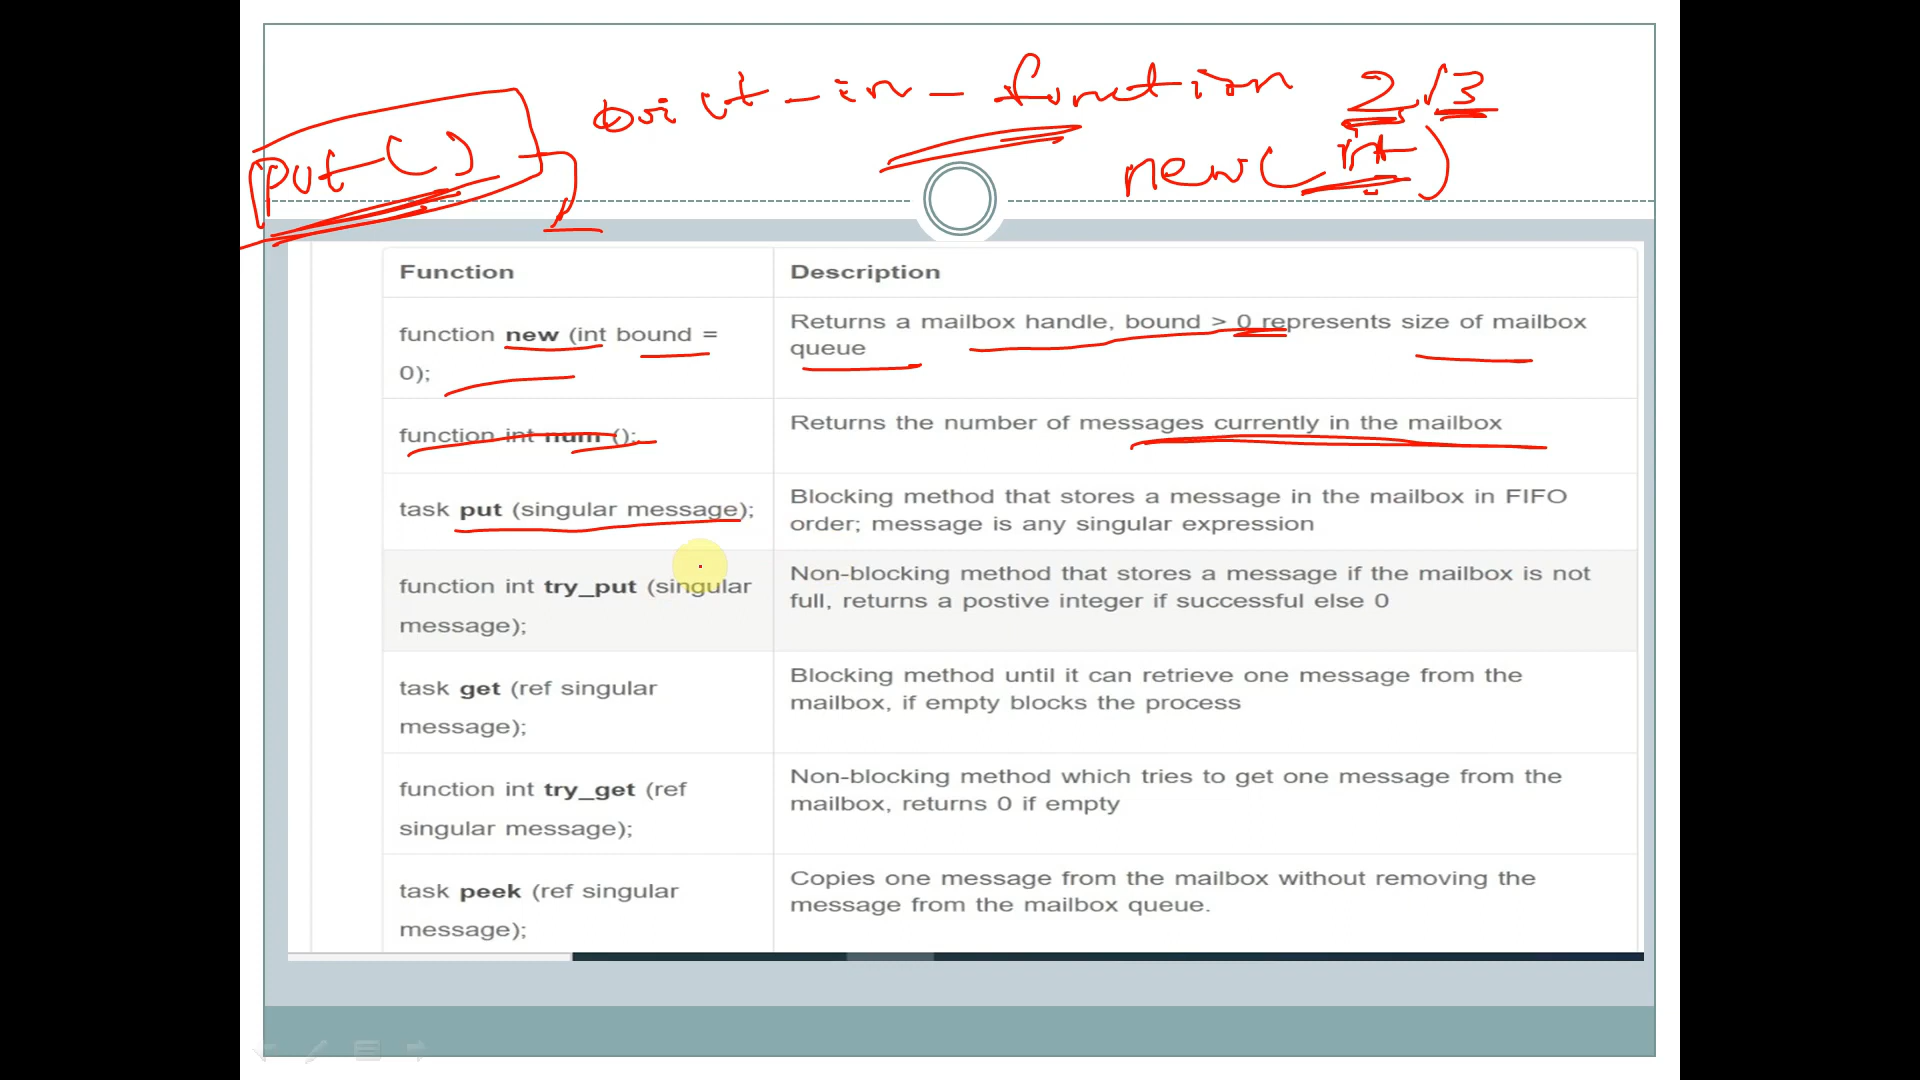 built-in-function 2,3
put()
new(int)
Function Description
function new (int bound =
0);
Returns a mailbox handle, bound > 0 represents size of mailbox
queue
function int num ();
Returns the number of messages currently in the mailbox
task put (singular message);
Blocking method that stores a message in the mailbox in FIFO
order; message is any singular expression
function int try_put (singular
message);
Non-blocking method that stores a message if the mailbox is not
full, returns a postive integer if successful else 0
task get (ref singular
message);
Blocking method until it can retrieve one message from the
mailbox, if empty blocks the process
function int try_get (ref
singular message);
Non-blocking method which tries to get one message from the
mailbox, returns 0 if empty
task peek (ref singular
message);
Copies one message from the mailbox without removing the
message from the mailbox queue.